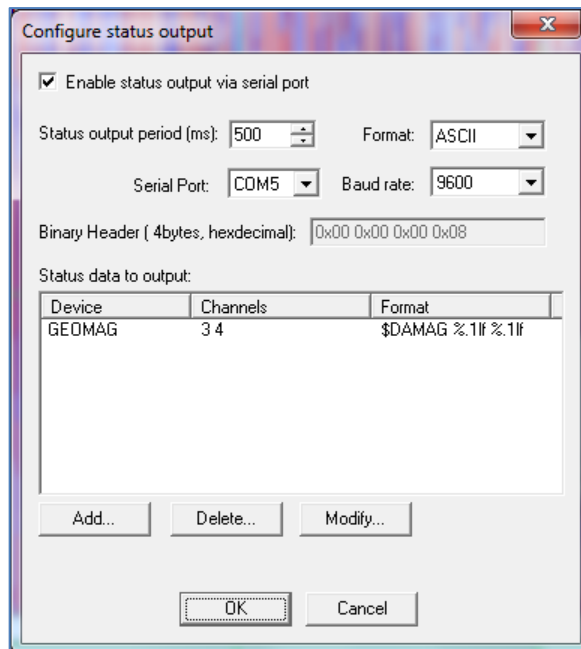 Configure status output
Enable status output via serial port
Status output period (ms): 500 Format: ASCII
Serial Port: COM5 Baud rate: 9600
Binary Header ( 4bytes, hexdecimal): 0x00 0x00 0x00 0x08
Status data to output:
Device Channels Format
GEOMAG 3 4 $DAMAG %.1lf %.1lf
Add... Delete... Modify...
OK Cancel